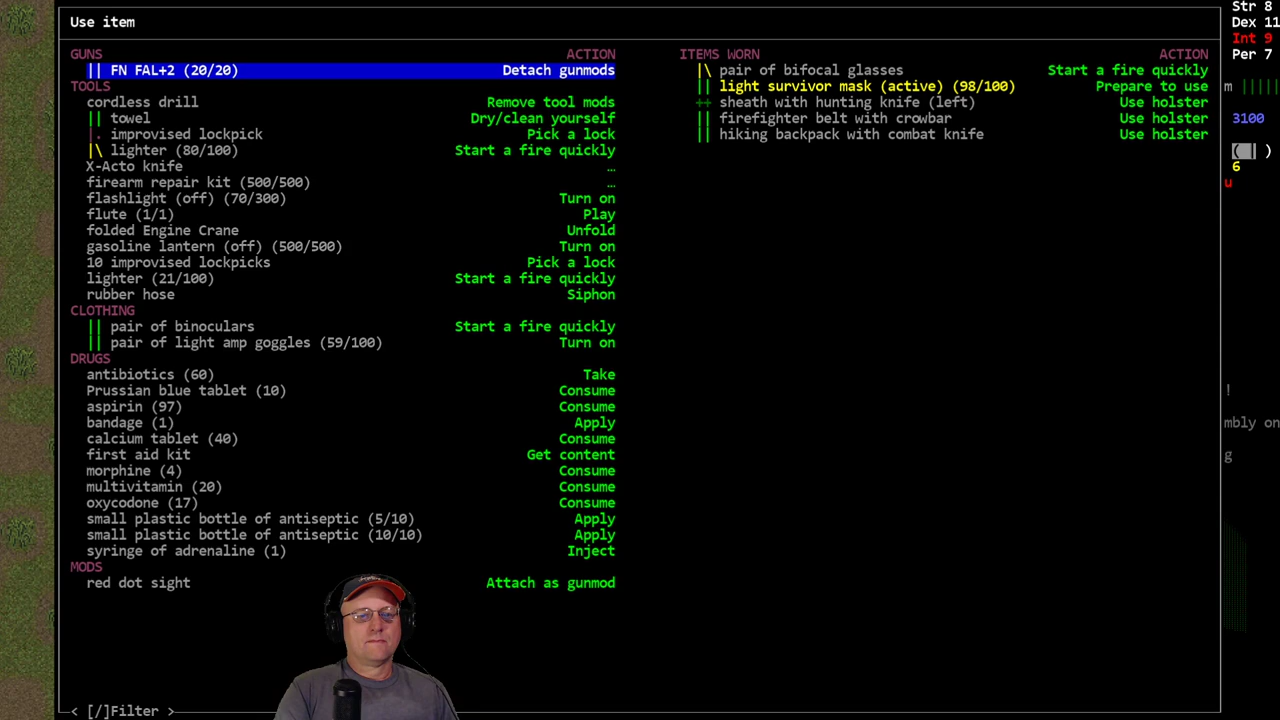 Use item
GUNS ACTION
|| FN FAL+2 (20/20) Detach gunmods
TOOLS
cordless drill Remove tool mods
|| towel Dry/clean yourself
|. improvised lockpick Pick a lock
|\ lighter (80/100) Start a fire quickly
X-Acto knife …
firearm repair kit (500/500) …
flashlight (off) (70/300) Turn on
flute (1/1) Play
folded Engine Crane Unfold
gasoline lantern (off) (500/500) Turn on
10 improvised lockpicks Pick a lock
lighter (21/100) Start a fire quickly
rubber hose Siphon
CLOTHING
|| pair of binoculars Start a fire quickly
|| pair of light amp goggles (59/100) Turn on
DRUGS
antibiotics (60) Take
Prussian blue tablet (10) Consume
aspirin (97) Consume
bandage (1) Apply
calcium tablet (40) Consume
first aid kit Get content
morphine (4) Consume
multivitamin (20) Consume
oxycodone (17) Consume
small plastic bottle of antiseptic (5/10) Apply
small plastic bottle of antiseptic (10/10) Apply
syringe of adrenaline (1) Inject
MODS
red dot sight Attach as gunmod
< [/]Filter >
ITEMS WORN ACTION
|\ pair of bifocal glasses Start a fire quickly
|| light survivor mask (active) (98/100) Prepare to use
++ sheath with hunting knife (left) Use holster
|| firefighter belt with crowbar Use holster
|| hiking backpack with combat knife Use holster
Str 8
Dex 11
Int 9
Per 7
m |||||
3100
( || )
6
u
!
mbly on
g